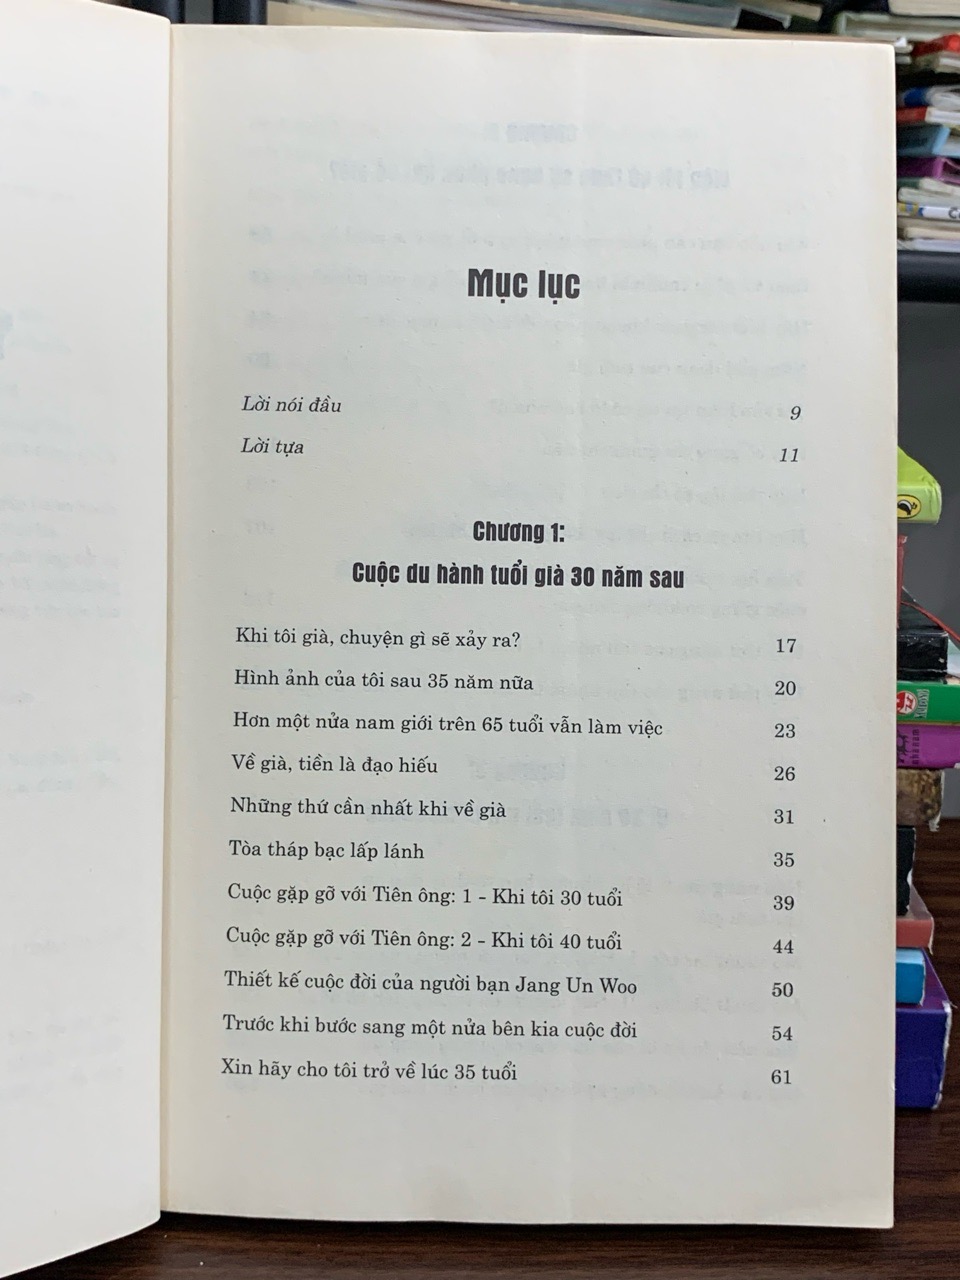 Mục lục
Lời nói đầu 9
Lời tựa 11
Chương 1:
Cuộc du hành tuổi già 30 năm sau
Khi tôi già, chuyện gì sẽ xảy ra? 17
Hình ảnh của tôi sau 35 năm nữa 20
Hơn một nửa nam giới trên 65 tuổi vẫn làm việc 23
Về già, tiền là đạo hiếu 26
Những thứ cần nhất khi về già 31
Tòa tháp bạc lấp lánh 35
Cuộc gặp gỡ với Tiên ông: 1 - Khi tôi 30 tuổi 39
Cuộc gặp gỡ với Tiên ông: 2 - Khi tôi 40 tuổi 44
Thiết kế cuộc đời của người bạn Jang Un Woo 50
Trước khi bước sang một nửa bên kia cuộc đời 54
Xin hãy cho tôi trở về lúc 35 tuổi 61